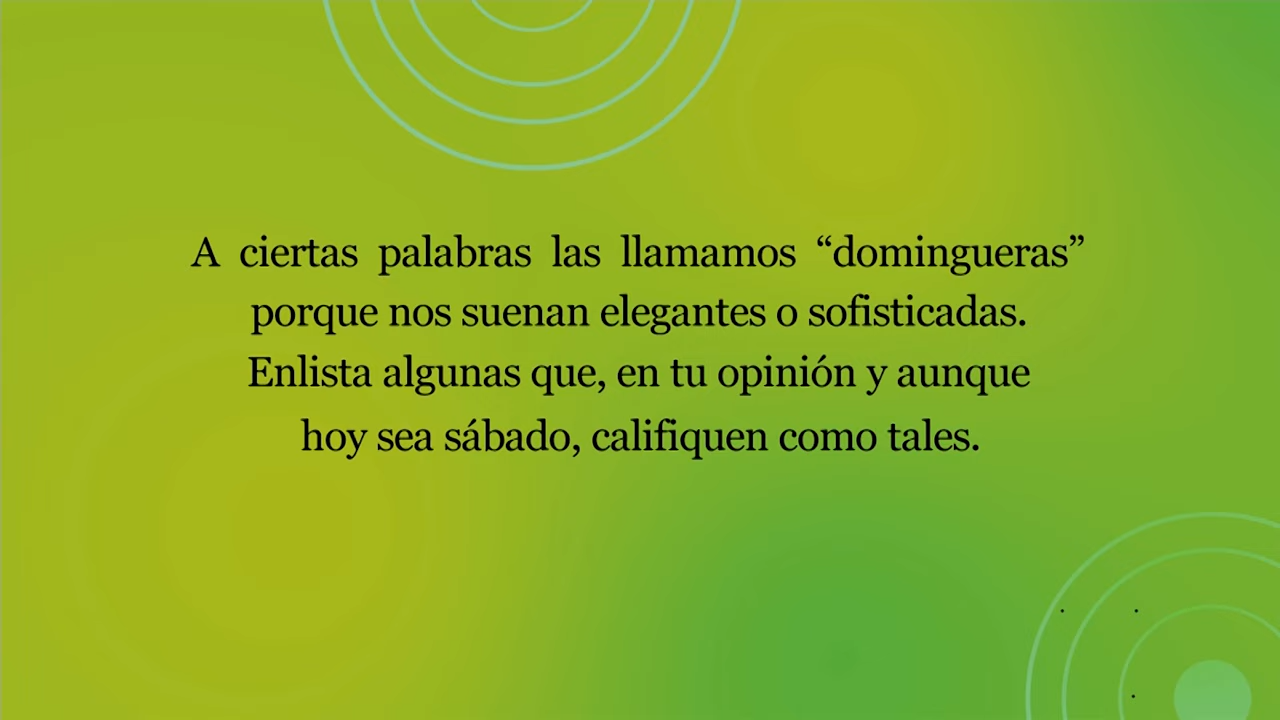 A ciertas palabras las llamamos “domingueras”
porque nos suenan elegantes o sofisticadas.
Enlista algunas que, en tu opinión y aunque
hoy sea sábado, califiquen como tales.